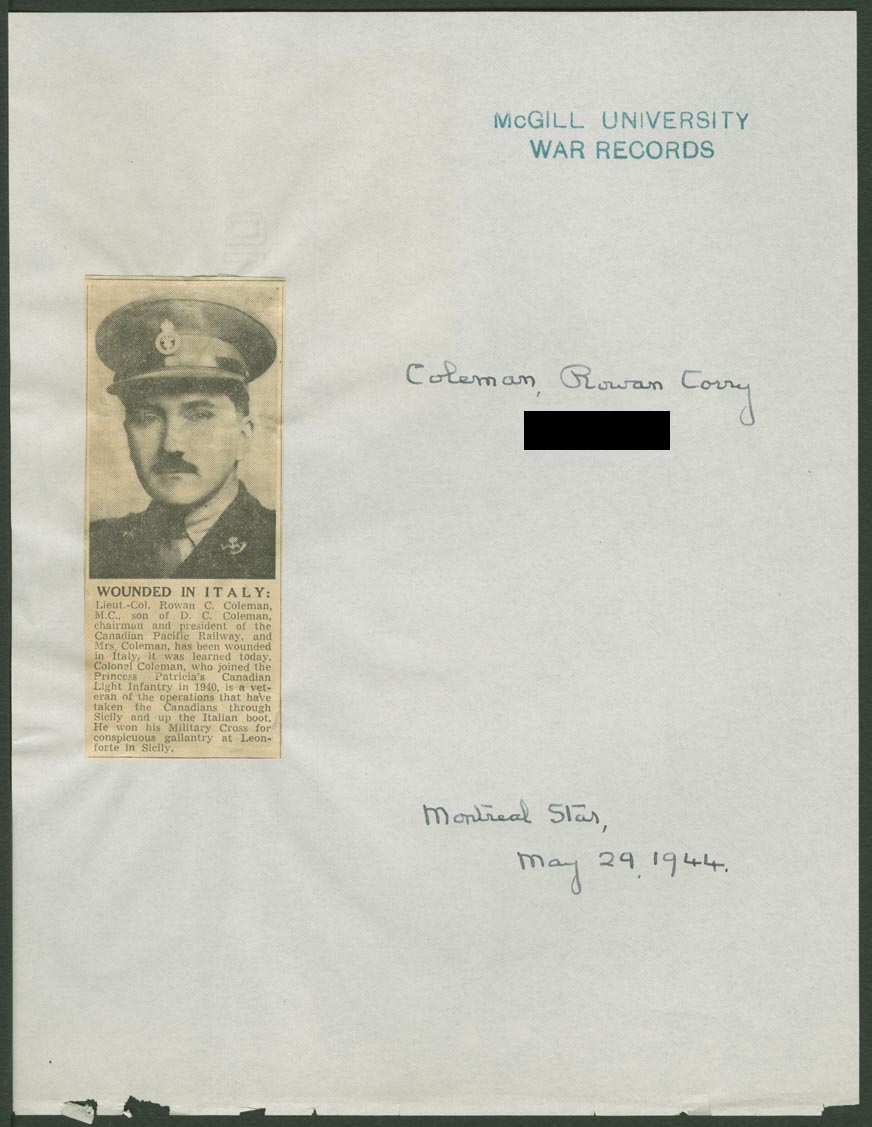 McGILL UNIVERSITY
WAR RECORDS
Coleman, Rowan Corry
WOUNDED IN ITALY:
Lieut.-Col. Rowan C. Coleman,
M.C., son of D. C. Coleman,
chairman and president of the
Canadian Pacific Railway, and
Mrs. Coleman, has been wounded
in Italy, it was learned today.
Colonel Coleman, who joined the
Princess Patricia's Canadian
Light Infantry in 1940, is a vet-
eran of the operations that have
taken the Canadians through
Sicily and up the Italian boot.
He won his Military Cross for
conspicuous gallantry at Leon-
forte in Sicily.
Montreal Star,
May 29, 1944.